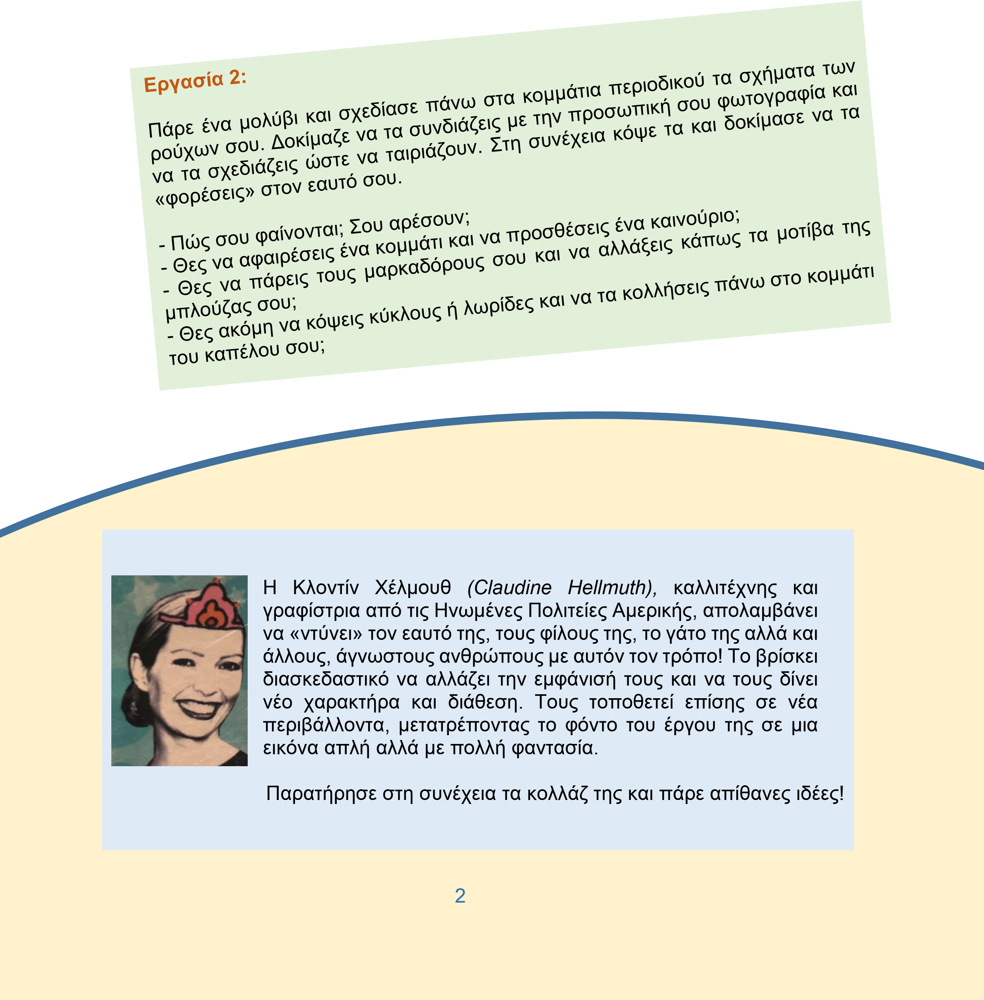 Εργασία 2:
Πάρε ένα μολύβι και σχεδίασε πάνω στα κομμάτια περιοδικού τα σχήματα των
ρούχων σου. Δοκίμαζε να τα συνδιάζεις με την προσωπική σου φωτογραφία και
να τα σχεδιάζεις ώστε να ταιριάζουν. Στη συνέχεια κόψε τα και δοκίμασε να τα
«φορέσεις» στον εαυτό σου.
- Πώς σου φαίνονται; Σου αρέσουν;
- Θες να αφαιρέσεις ένα κομμάτι και να προσθέσεις ένα καινούριο;
- Θες να πάρεις τους μαρκαδόρους σου και να αλλάξεις κάπως τα μοτίβα της
μπλούζας σου;
- Θες ακόμη να κόψεις κύκλους ή λωρίδες και να τα κολλήσεις πάνω στο κομμάτι
του καπέλου σου;
Η Κλοντίν Χέλμουθ (Claudine Hellmuth), καλλιτέχνης και
γραφίστρια από τις Ηνωμένες Πολιτείές Αμερικής, απολαμβάνει
να «ντύνει» τον εαυτό της, τους φίλους της, το γάτο της αλλά και
άλλους, άγνωστους ανθρώπους με αυτόν τον τρόπο! Το βρίσκει
διασκεδαστικό να αλλάζει την εμφάνισή τους και να τους δίνει
νέο χαρακτήρα και διάθεση. Τους τοποθετεί επίσης σε νέα
περιβάλλοντα, μετατρέποντας το φόντο του έργου της σε μια
εικόνα απλή αλλά με πολλή φαντασία.
Παρατήρησε στη συνέχεια τα κολλάζ της και πάρε απίθανες ιδέες!
2